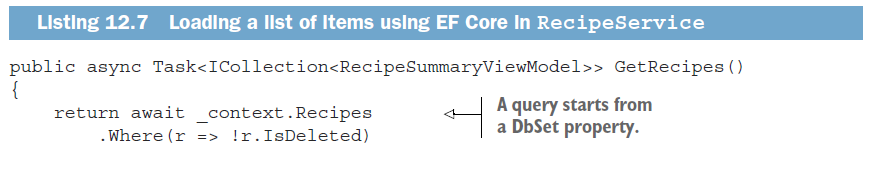 Listing 12.7 Loading a list of items using EF Core in RecipeService
public async Task<ICollection<RecipeSummaryViewModel>> GetRecipes()
{
    return await _context.Recipes
        .Where(r => !r.IsDeleted)
A query starts from
a DbSet property.